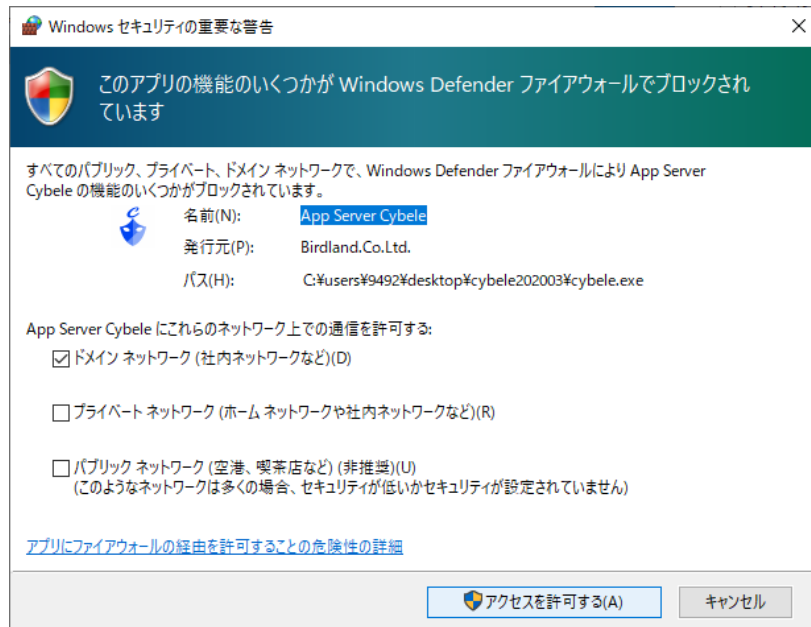 Windows セキュリティの重要な警告
このアプリの機能のいくつかが Windows Defender ファイアウォールでブロックされ
ています
すべてのパブリック、プライベート、ドメイン ネットワークで、Windows Defender ファイアウォールにより App Server
Cybele の機能のいくつかがブロックされています。
名前(N): App Server Cybele
発行元(P): Birdland.Co.Ltd.
パス(H): C:¥users¥9492¥desktop¥cybele202003¥cybele.exe
App Server Cybele にこれらのネットワーク上での通信を許可する:
ドメイン ネットワーク (社内ネットワークなど)(D)
プライベート ネットワーク (ホーム ネットワークや社内ネットワークなど)(R)
パブリック ネットワーク (空港、喫茶店など) (非推奨)(U)
(このようなネットワークは多くの場合、セキュリティが低いかセキュリティが設定されていません)
アプリにファイアウォールの経由を許可することの危険性の詳細
アクセスを許可する(A) キャンセル